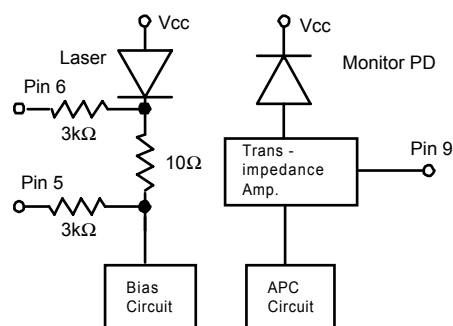 Vcc
Laser
Pin 6
3kΩ
10Ω
Pin 5
3kΩ
Bias
Circuit
Vcc
Monitor PD
Trans -
impedance
Amp.
Pin 9
APC
Circuit